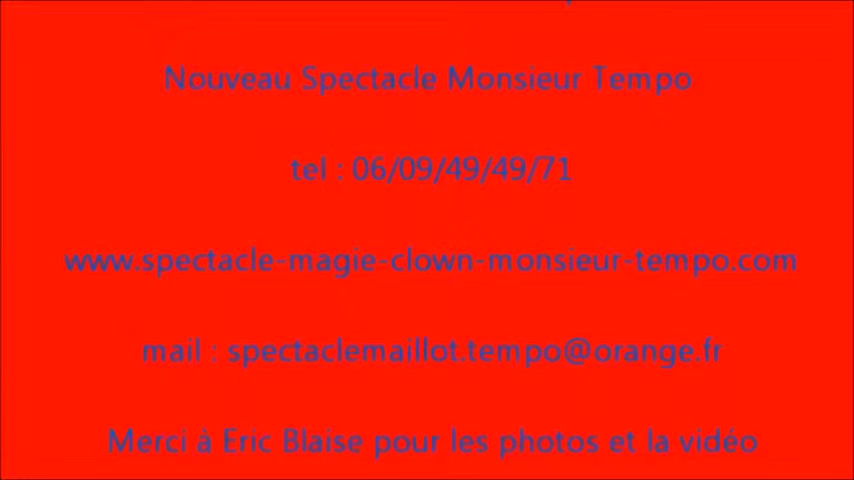 Nouveau Spectacle Monsieur Tempo
tel : 06/09/49/49/71
www.spectacle-magie-clown-monsieur-tempo.com
mail : spectaclemaillot.tempo@orange.fr
Merci à Eric Blaise pour les photos et la vidéo